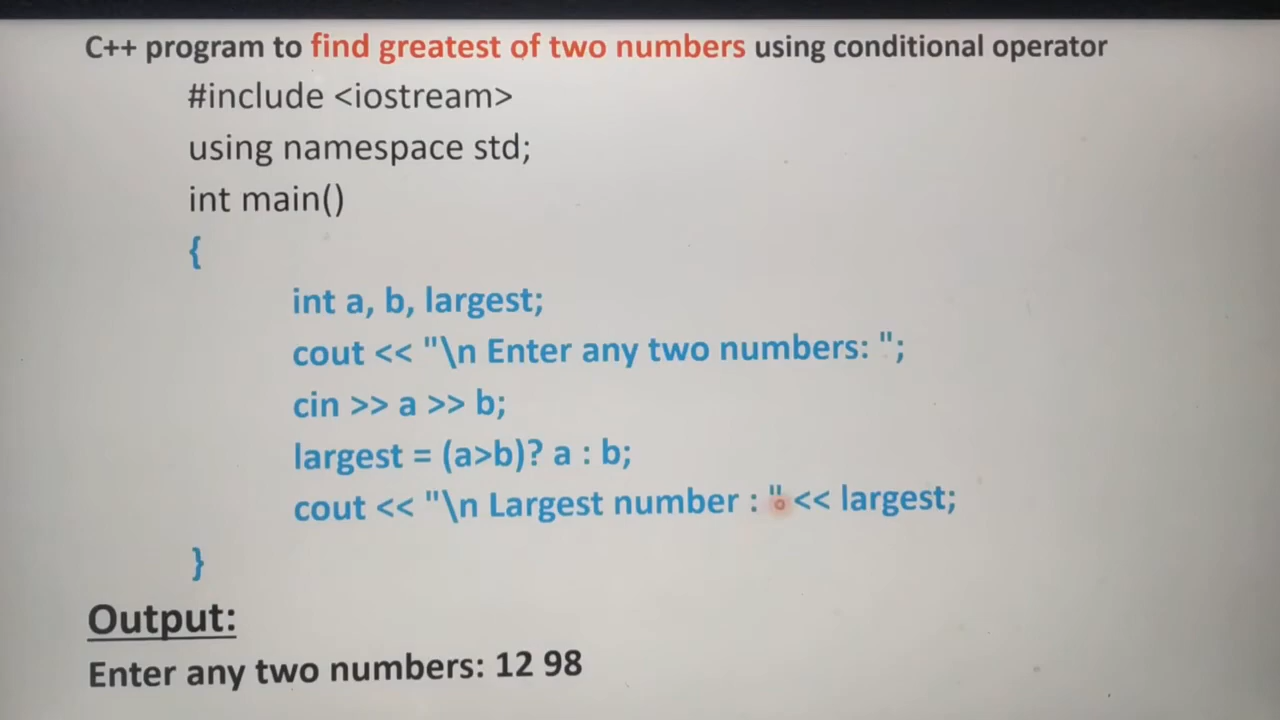 C++ program to find greatest of two numbers using conditional operator
#include <iostream>
using namespace std;
int main()
{
int a, b, largest;
cout << "\n Enter any two numbers: ";
cin >> a >> b;
largest = (a>b)? a : b;
cout << "\n Largest number : " << largest;
}
Output:
Enter any two numbers: 12 98